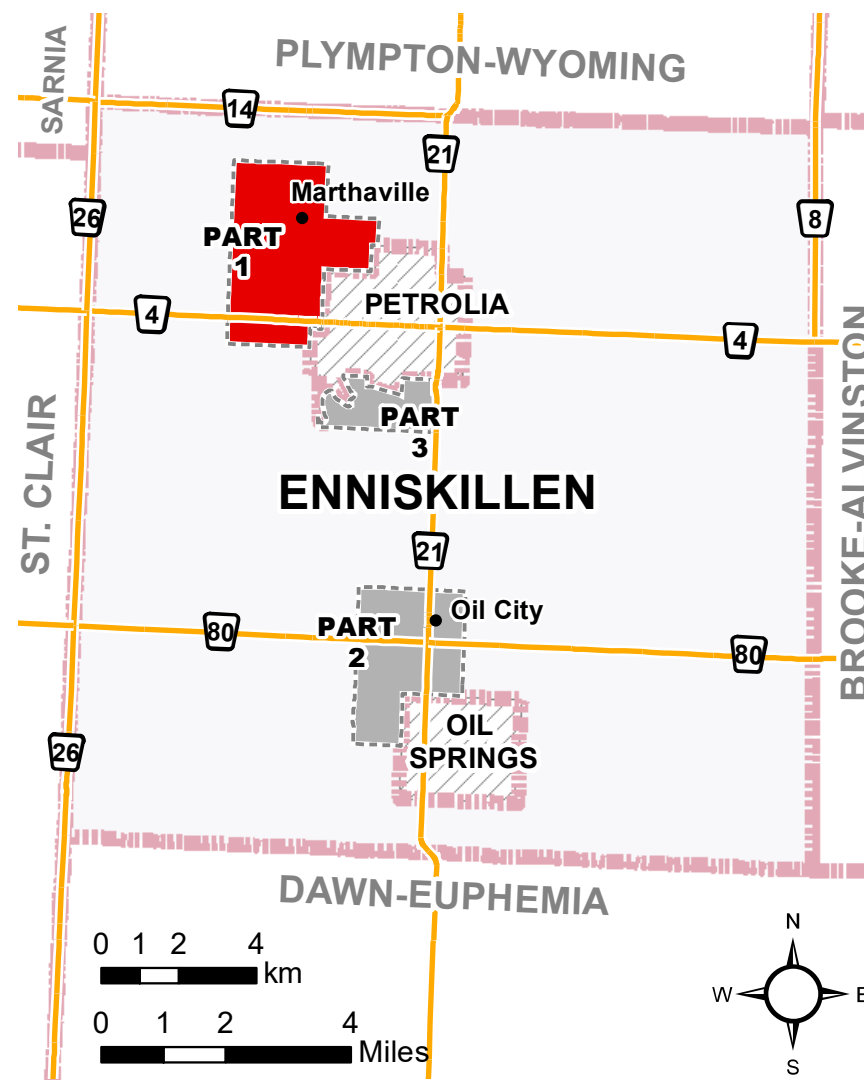 PLYMPTON-WYOMING
SARNIA
14
21
Marthaville
26
8
PART
1
PETROLIA
4
4
BROOKE-ALVINSTON
ST. CLAIR
PART
3
ENNISKILLEN
21
Oil City
80
PART
2
80
OIL
SPRINGS
26
DAWN-EUPHEMIA
0 1 2 4
km
0 1 2 4
Miles
N
W E
S